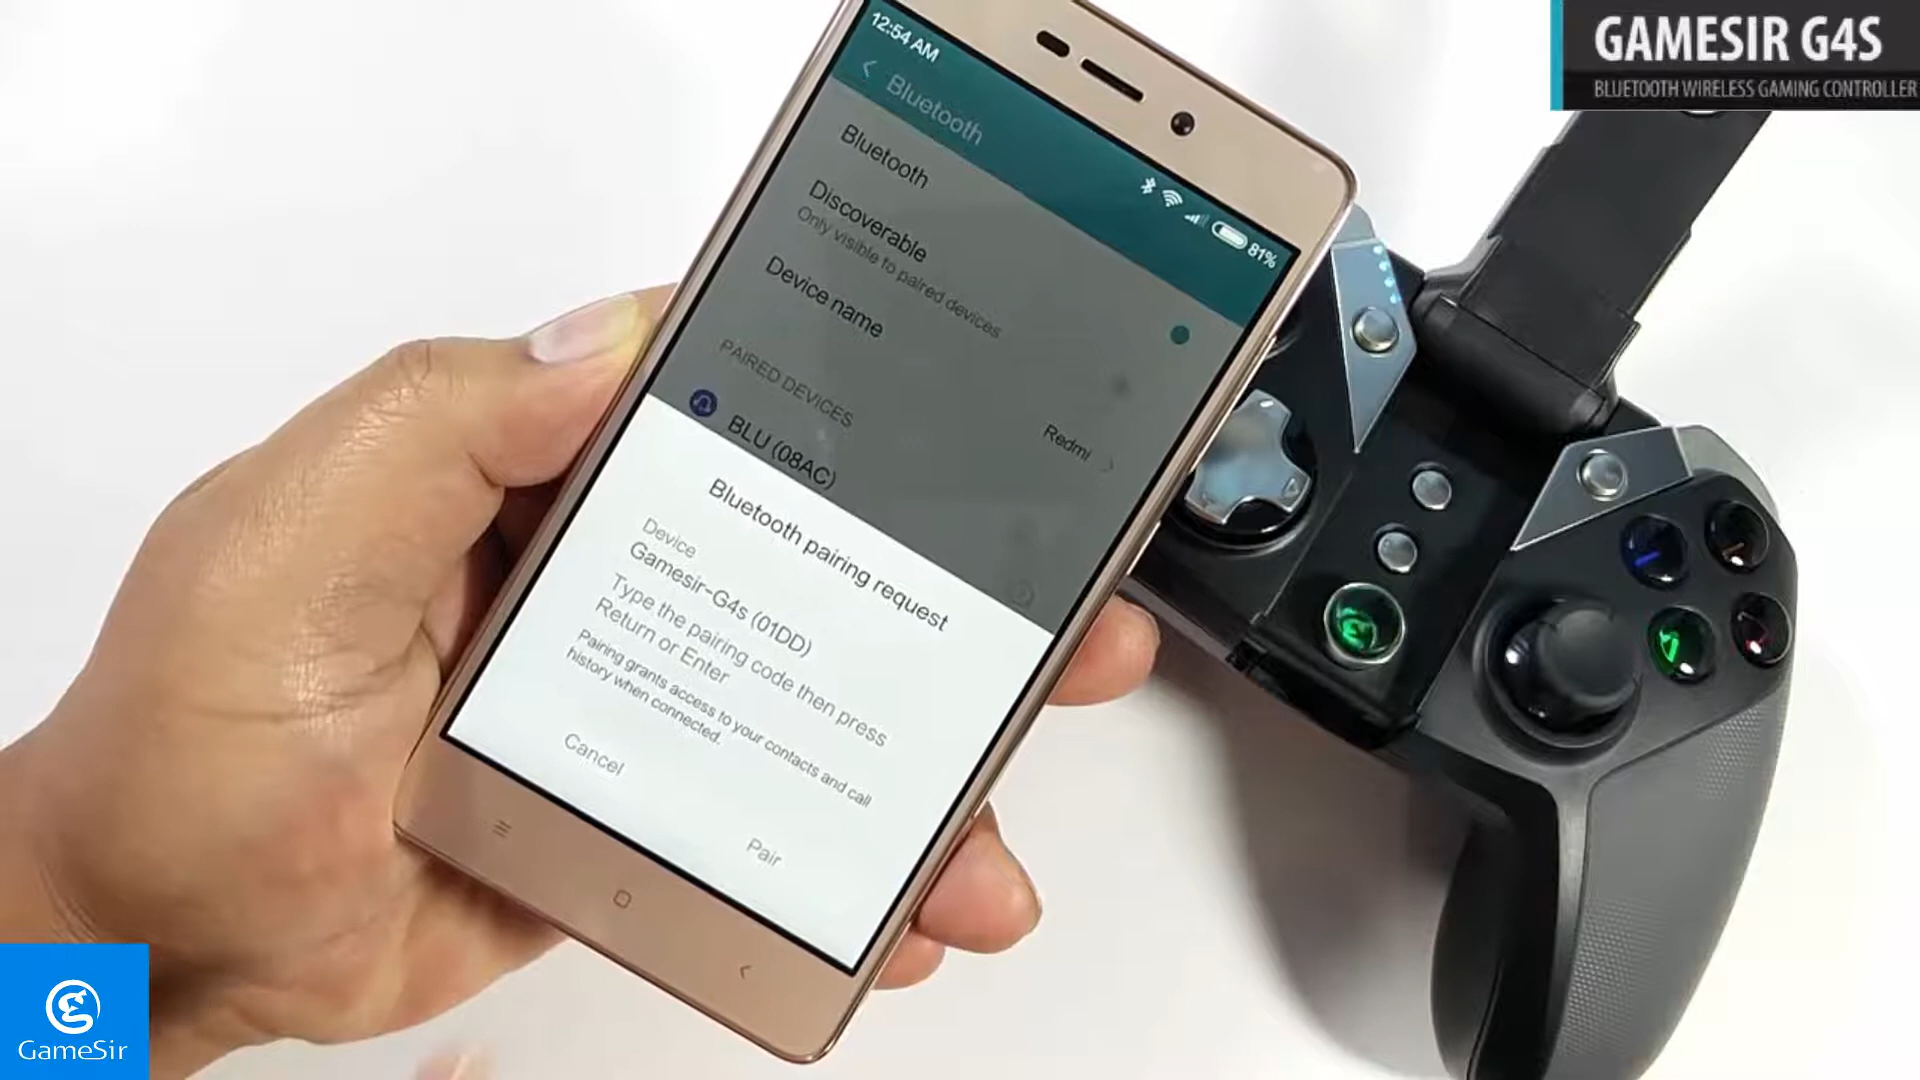 GAMESIR G4S
BLUETOOTH WIRELESS GAMING CONTROLLER
12:54 AM
81%
Bluetooth
Bluetooth
Discoverable
Only visible to paired devices
Device name
Redmi
PAIRED DEVICES
BLU (08AC)
Bluetooth pairing request
Device
Gamesir-G4s (01DD)
Type the pairing code then press
Return or Enter
Pairing grants access to your contacts and call
history when connected.
Cancel
Pair
GameSir